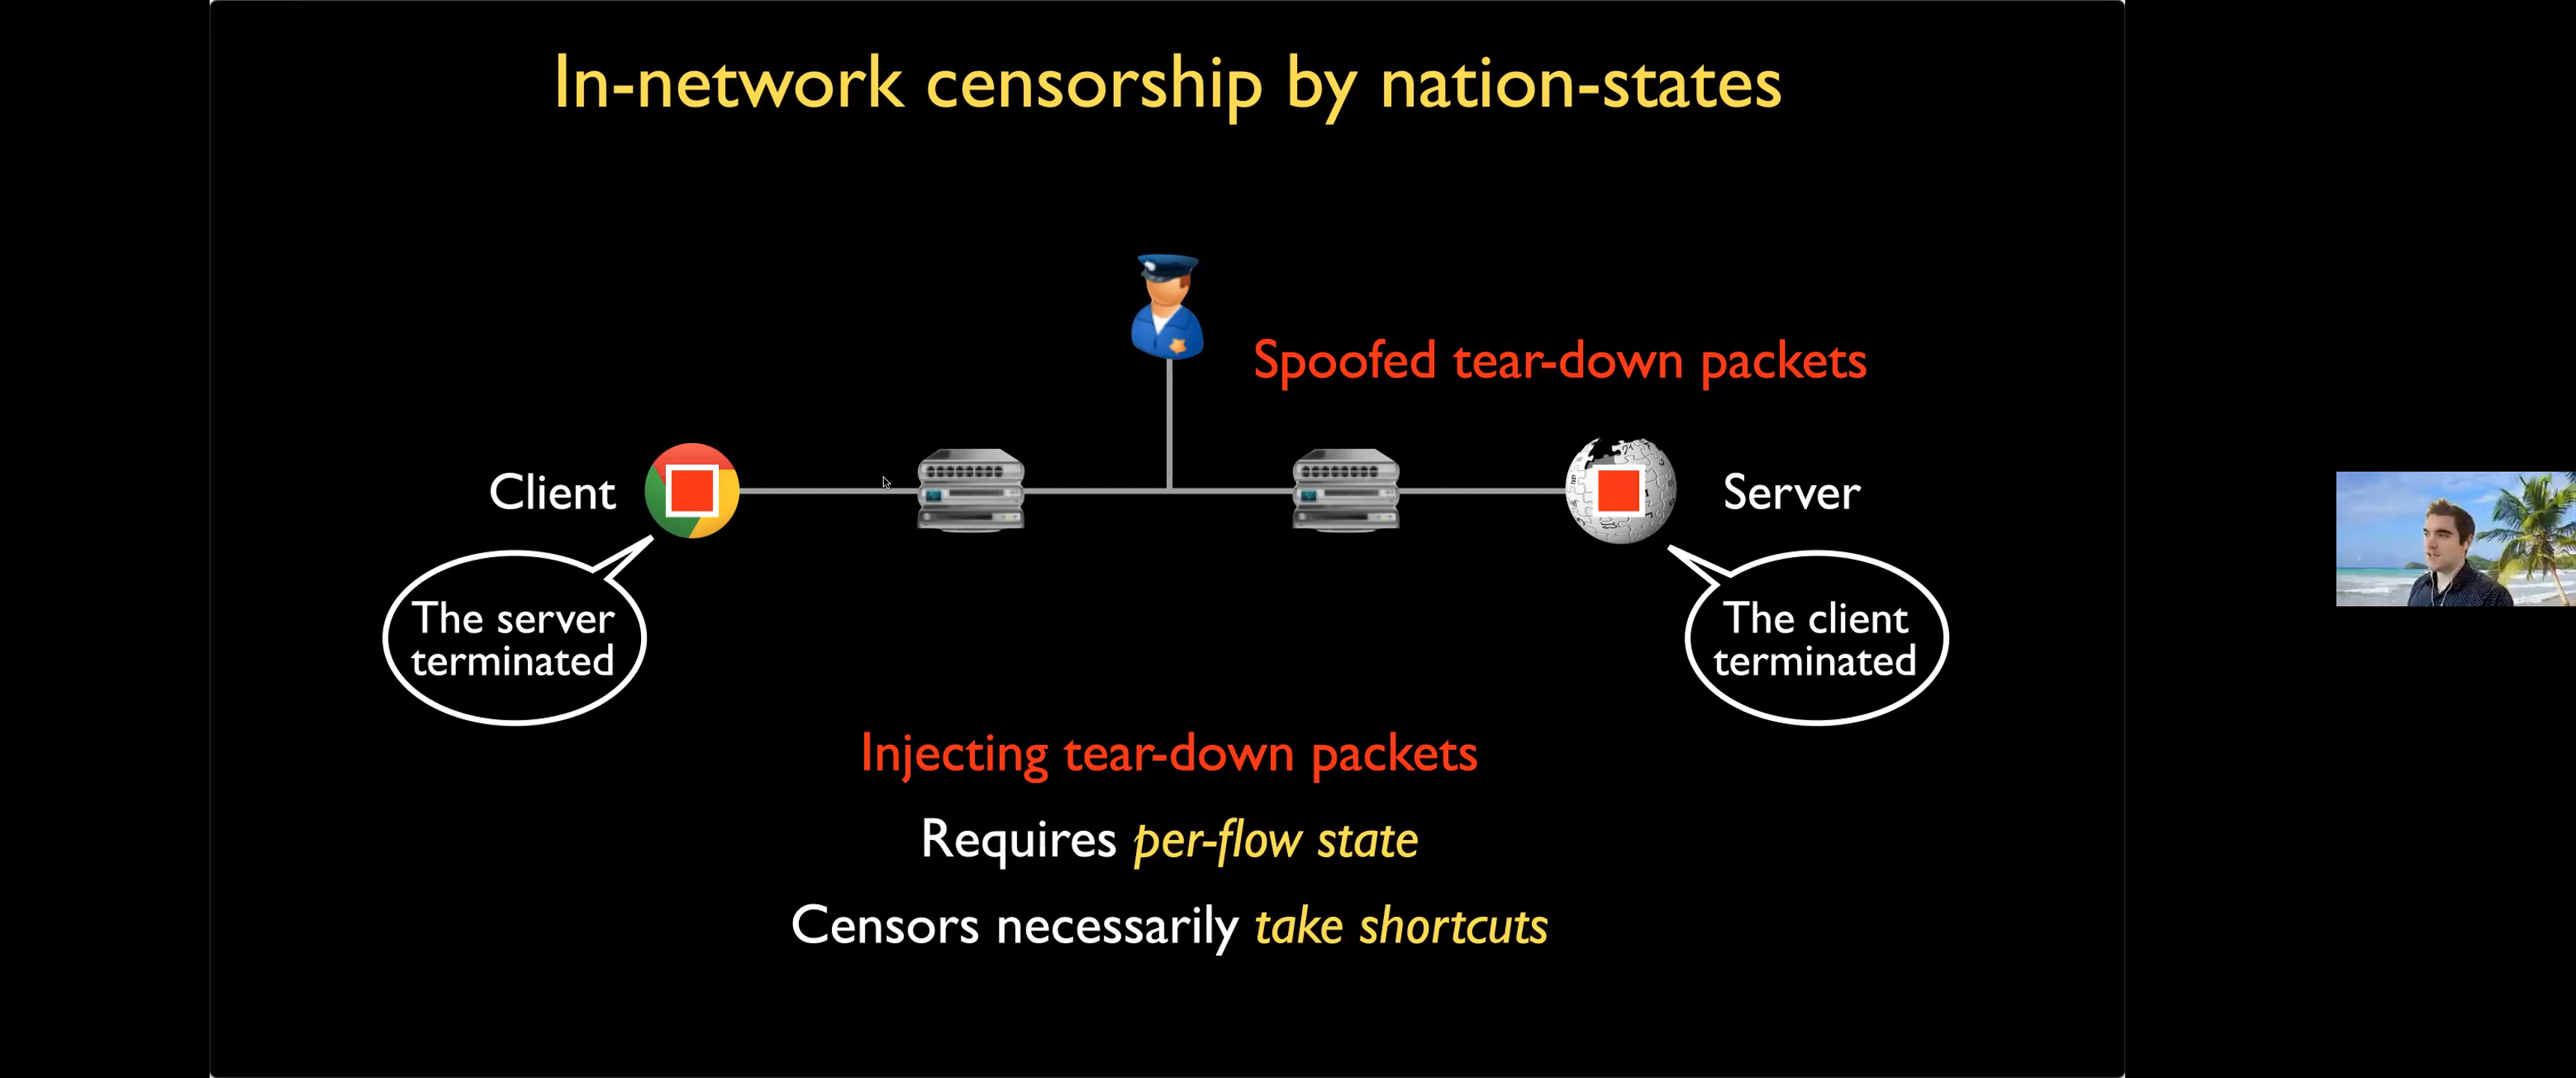 In-network censorship by nation-states
Spoofed tear-down packets
Client
Server
The server
terminated
The client
terminated
Injecting tear-down packets
Requires per-flow state
Censors necessarily take shortcuts